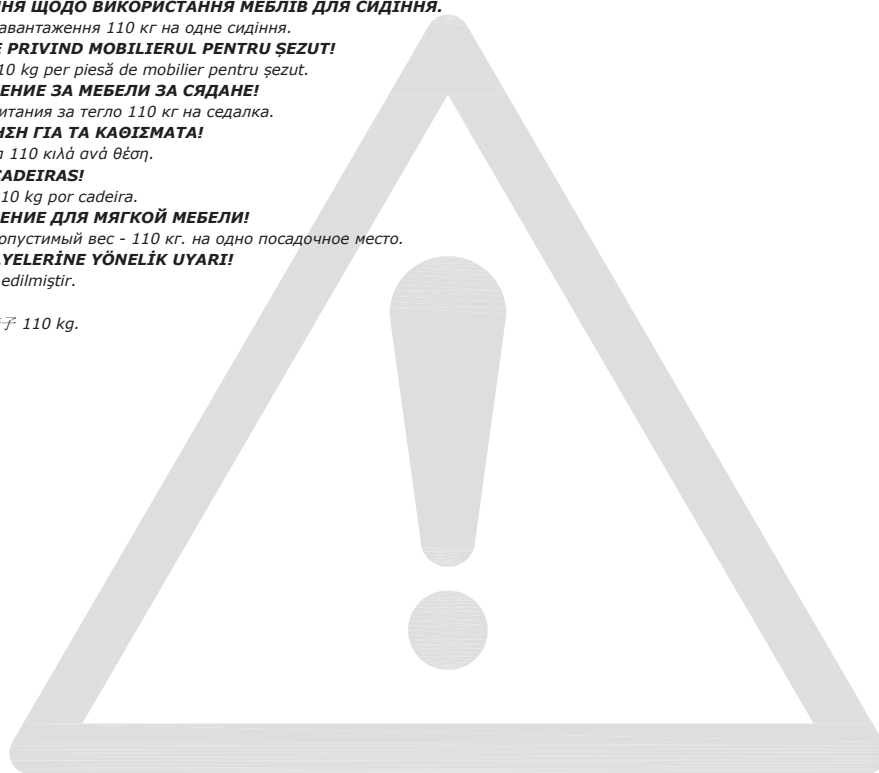 НЯ ЩОДО ВИКОРИСТАННЯ МЕБЛІВ ДЛЯ СИДІННЯ.
авантаження 110 кг на одне сидіння.
E PRIVIND MOBILIERUL PENTRU ȘEZUT!
10 kg per piesă de mobilier pentru șezut.
ЕНИЕ ЗА МЕБЕЛИ ЗА СЯДАНЕ!
итания за тегло 110 кг на седалка.
ΗΣΗ ΓΙΑ ΤΑ ΚΑΘΙΣΜΑΤΑ!
110 κιλά ανά θέση.
CADEIRAS!
10 kg por cadeira.
ЕНИЕ ДЛЯ МЯГКОЙ МЕБЕЛИ!
опустимый вес - 110 кг. на одно посадочное место.
YELERİNE YÖNELİK UYARI!
edilmiştir.
子 110 kg.